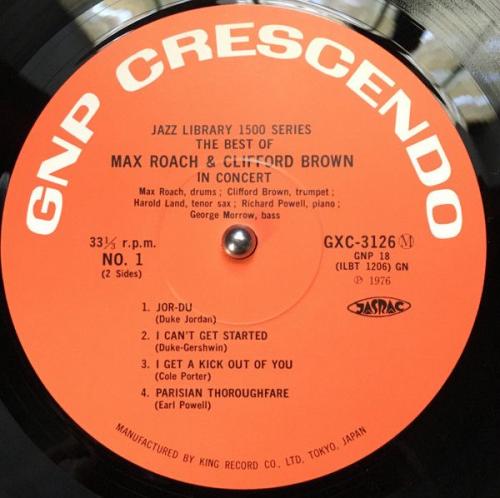 GNP CRESCENDO
JAZZ LIBRARY 1500 SERIES
THE BEST OF
MAX ROACH & CLIFFORD BROWN
IN CONCERT
Max Roach, drums ; Clifford Brown, trumpet ;
Harold Land, tenor sax ; Richard Powell, piano ;
George Morrow, bass
33⅓ r.p.m.
NO. 1
(2 Sides)
GXC-3126 Ⓜ
GNP 18
(ILBT 1206) GN
Ⓟ 1976
JASRAC
1. JOR-DU
(Duke Jordan)
2. I CAN'T GET STARTED
(Duke-Gershwin)
3. I GET A KICK OUT OF YOU
(Cole Porter)
4. PARISIAN THOROUGHFARE
(Earl Powell)
MANUFACTURED BY KING RECORD CO., LTD, TOKYO, JAPAN